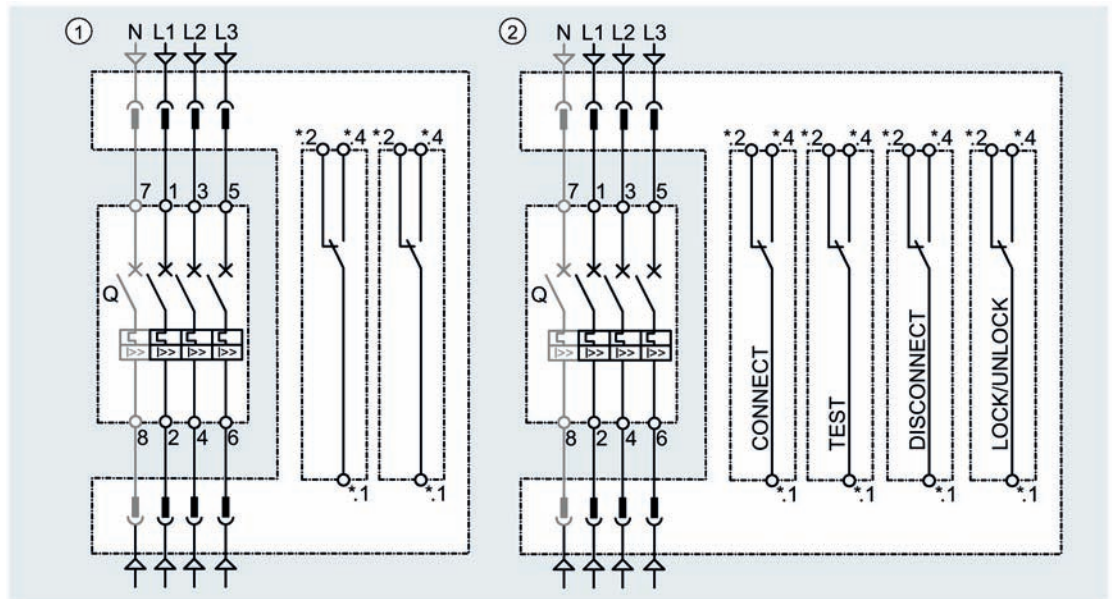 1 N L1 L2 L3
*.2 *.4 *.2 *.4
7 1 3 5
Q
I>> I>> I>> I>>
8 2 4 6
*.1 *.1
2 N L1 L2 L3
*.2 *.4 *.2 *.4 *.2 *.4 *.2 *.4
7 1 3 5
Q
I>> I>> I>> I>>
CONNECT
TEST
DISCONNECT
LOCK/UNLOCK
8 2 4 6
*.1 *.1 *.1 *.1